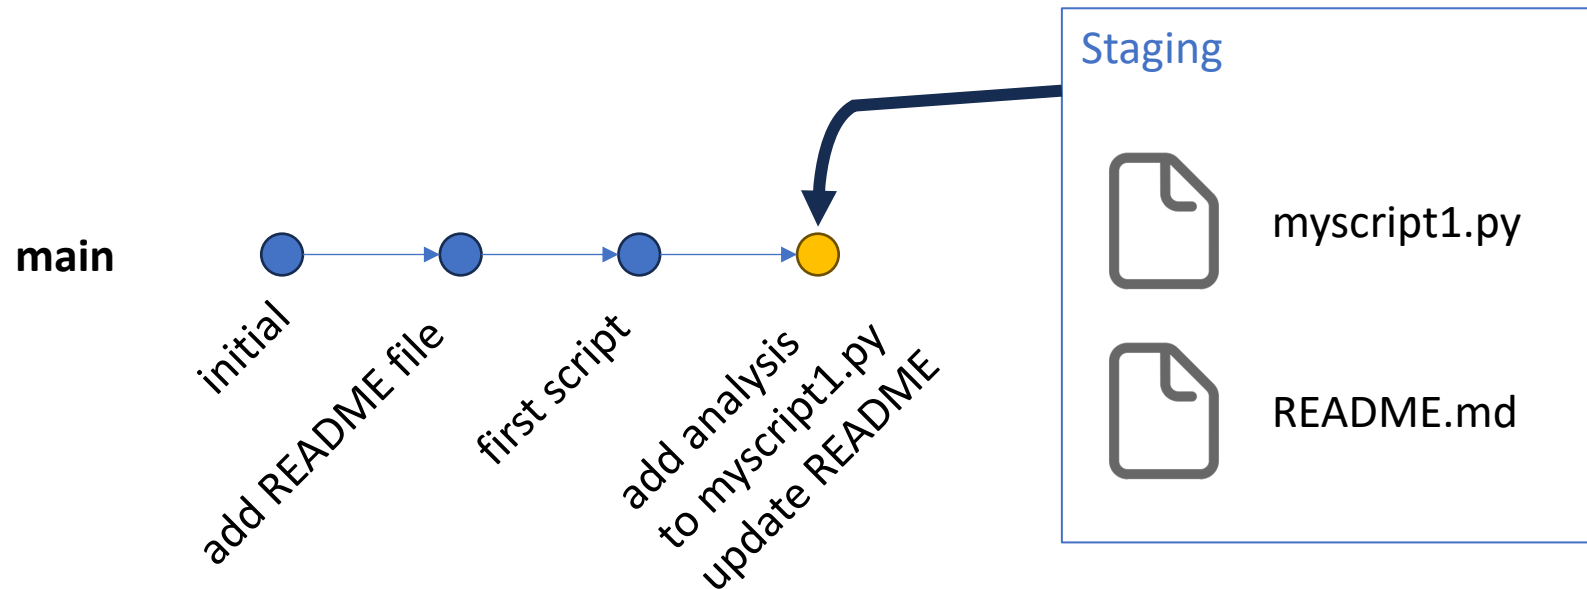 Staging
main
initial
add README file
first script
add analysis
to myscript1.py
update README
myscript1.py
README.md